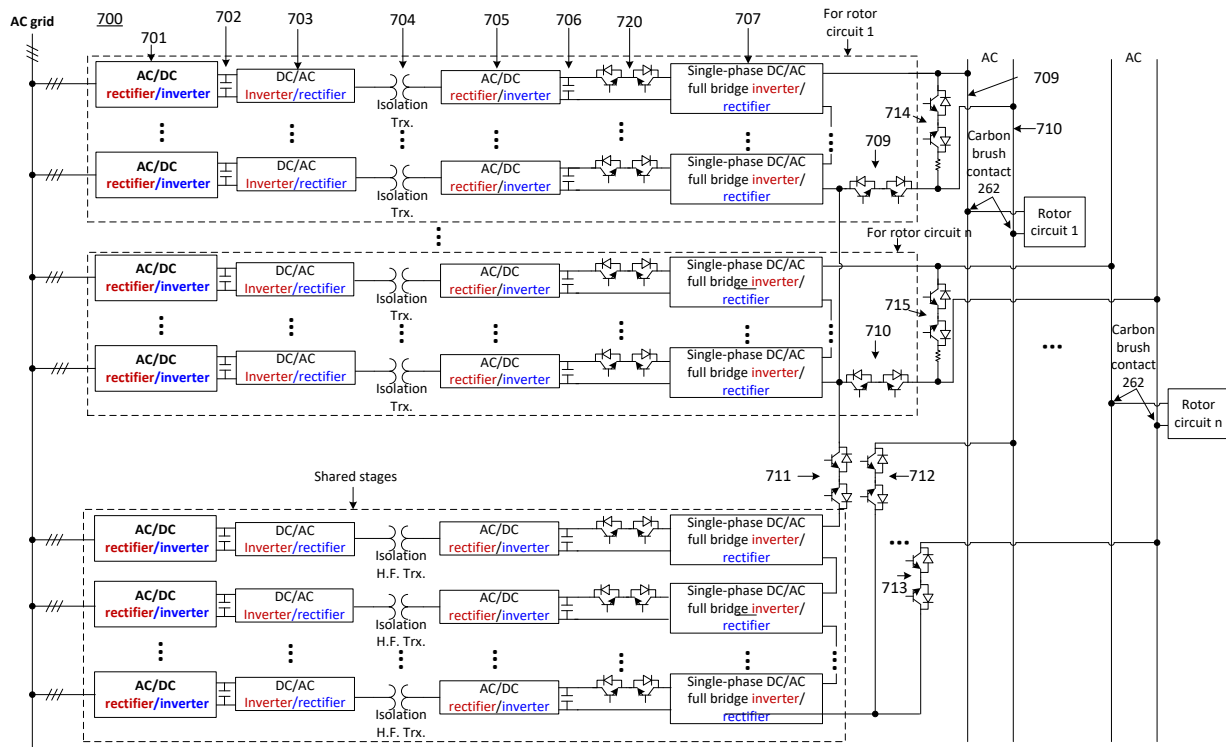 AC grid
700
701
702
703
704
705
706
720
707
For rotor
circuit 1
AC
AC
AC/DC
rectifier/inverter
DC/AC
Inverter/rectifier
Isolation
Trx.
AC/DC
rectifier/inverter
Single-phase DC/AC
full bridge inverter/
rectifier
709
714
710
Carbon
brush
contact
262
709
AC/DC
rectifier/inverter
DC/AC
Inverter/rectifier
Isolation
Trx.
AC/DC
rectifier/inverter
Single-phase DC/AC
full bridge inverter/
rectifier
Rotor
circuit 1
For rotor circuit n
AC/DC
rectifier/inverter
DC/AC
Inverter/rectifier
Isolation
Trx.
AC/DC
rectifier/inverter
Single-phase DC/AC
full bridge inverter/
rectifier
715
710
Carbon
brush
contact
262
AC/DC
rectifier/inverter
DC/AC
Inverter/rectifier
Isolation
Trx.
AC/DC
rectifier/inverter
Single-phase DC/AC
full bridge inverter/
rectifier
Rotor
circuit n
Shared stages
711
712
AC/DC
rectifier/inverter
DC/AC
Inverter/rectifier
Isolation
H.F. Trx.
AC/DC
rectifier/inverter
Single-phase DC/AC
full bridge inverter/
rectifier
713
AC/DC
rectifier/inverter
DC/AC
Inverter/rectifier
Isolation
H.F. Trx.
AC/DC
rectifier/inverter
Single-phase DC/AC
full bridge inverter/
rectifier
AC/DC
rectifier/inverter
DC/AC
Inverter/rectifier
Isolation
H.F. Trx.
AC/DC
rectifier/inverter
Single-phase DC/AC
full bridge inverter/
rectifier